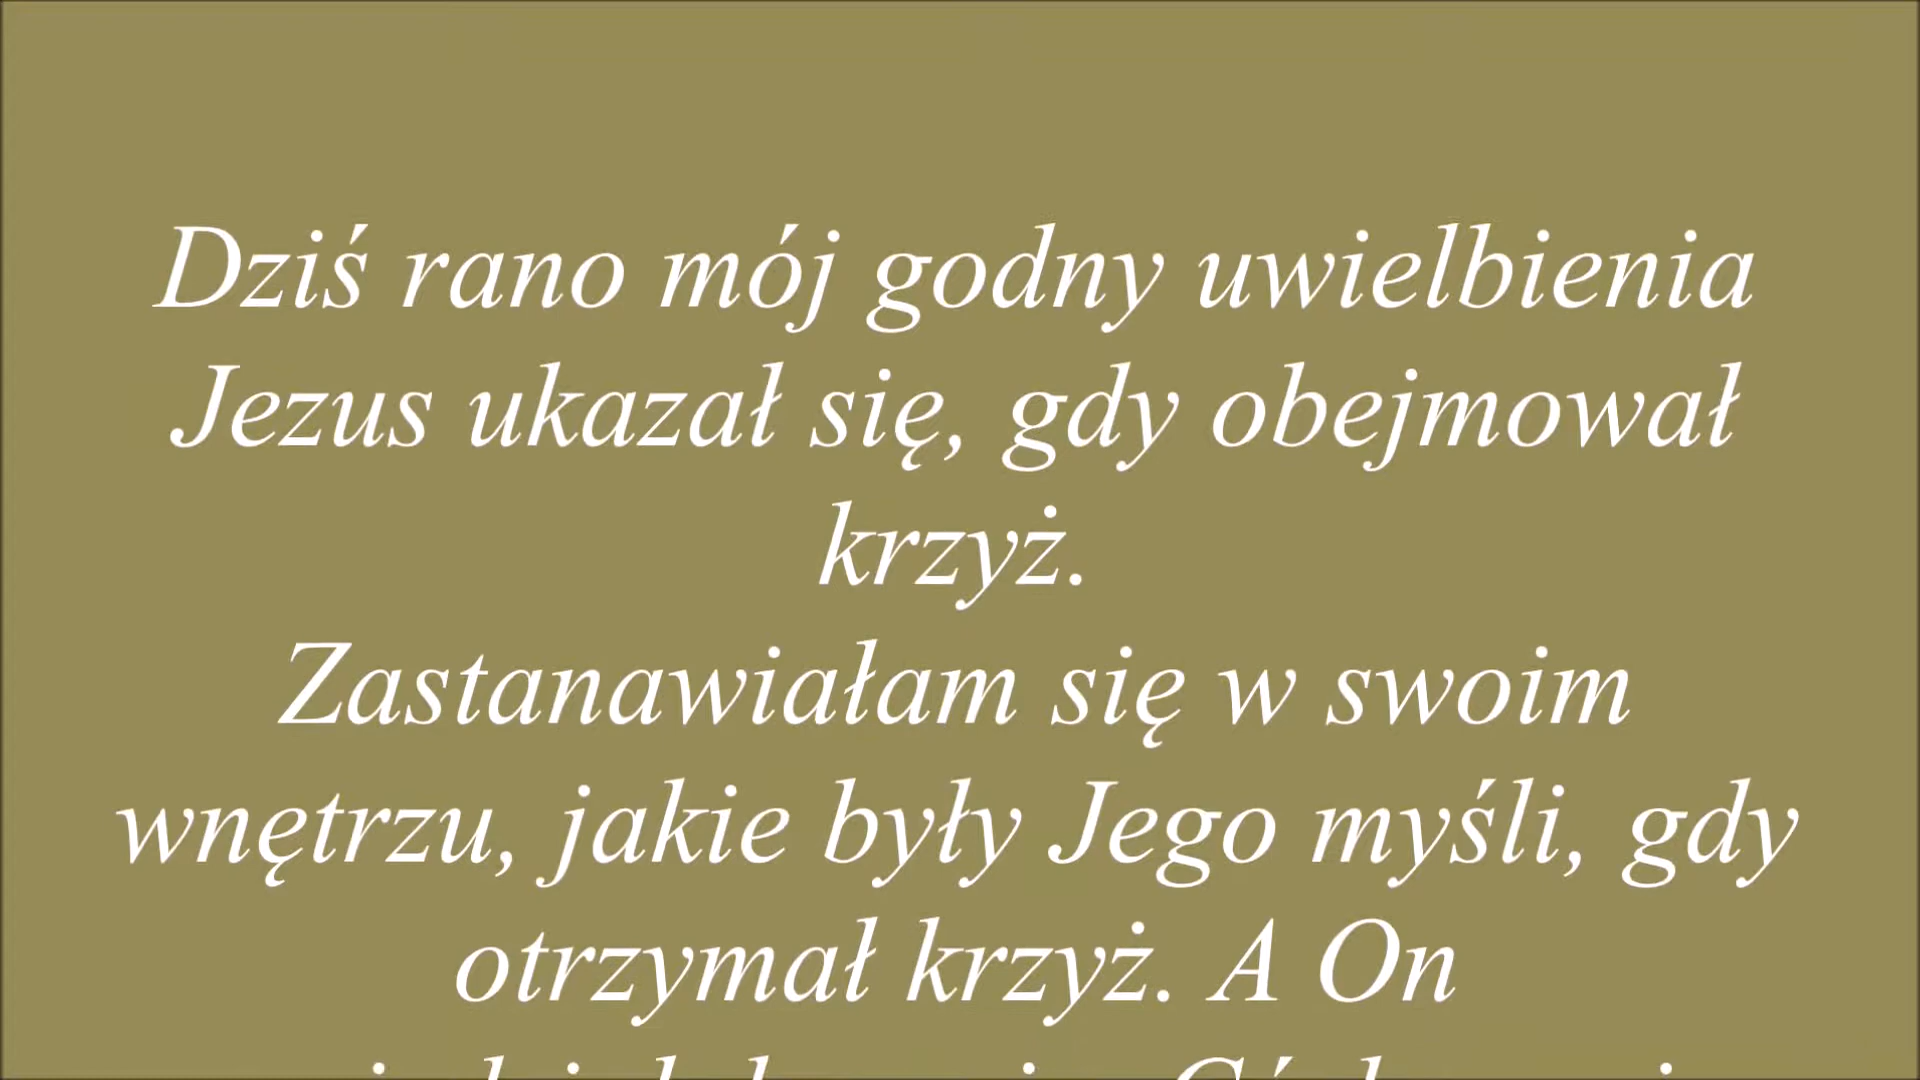 Dziś rano mój godny uwielbienia
Jezus ukazał się, gdy obejmował
krzyż.
Zastanawiałam się w swoim
wnętrzu, jakie były Jego myśli, gdy
otrzymał krzyż. A On